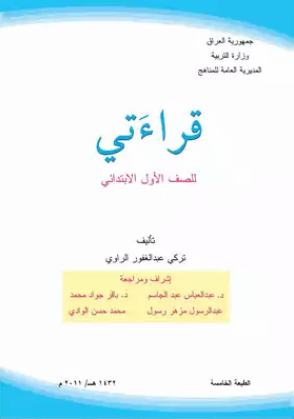 جمهورية العراق
وزارة التربية
المديرية العامة للمناهج
قراءَتي
للصف الأول الابتدائي
تأليف
تركي عبدالغفور الراوي
إشراف ومراجعة
د. عبدالعباس عبد الجاسم د. باقر جواد محمد
عبدالرسول مزهر رسول محمد حسن الوادي
الطبعة الخامسة
١٤٣٢ هـ/ ٢٠١١ م